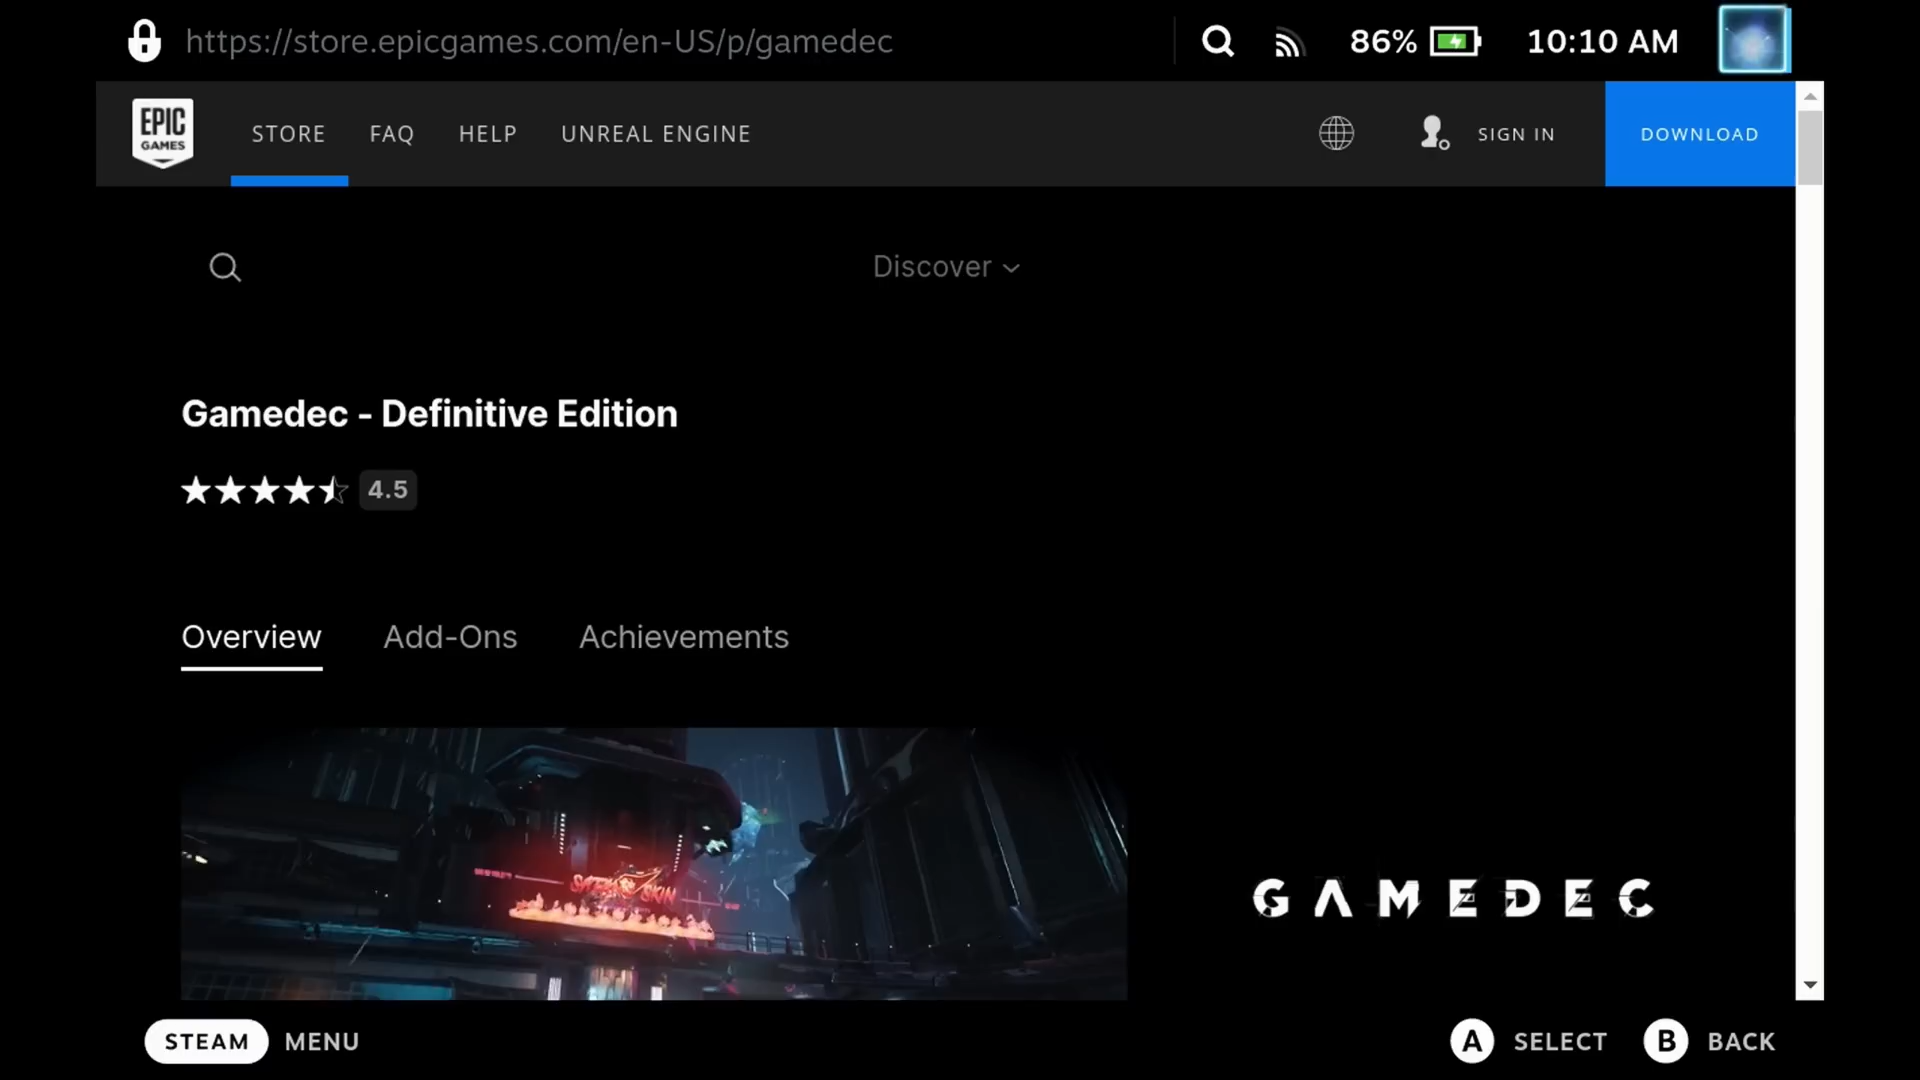 https://store.epicgames.com/en-US/p/gamedec
86%
10:10 AM
EPIC
GAMES
STORE
FAQ
HELP
UNREAL ENGINE
SIGN IN
DOWNLOAD
Discover
Gamedec - Definitive Edition
4.5
Overview
Add-Ons
Achievements
GAMEDEC
STEAM
MENU
A
SELECT
B
BACK